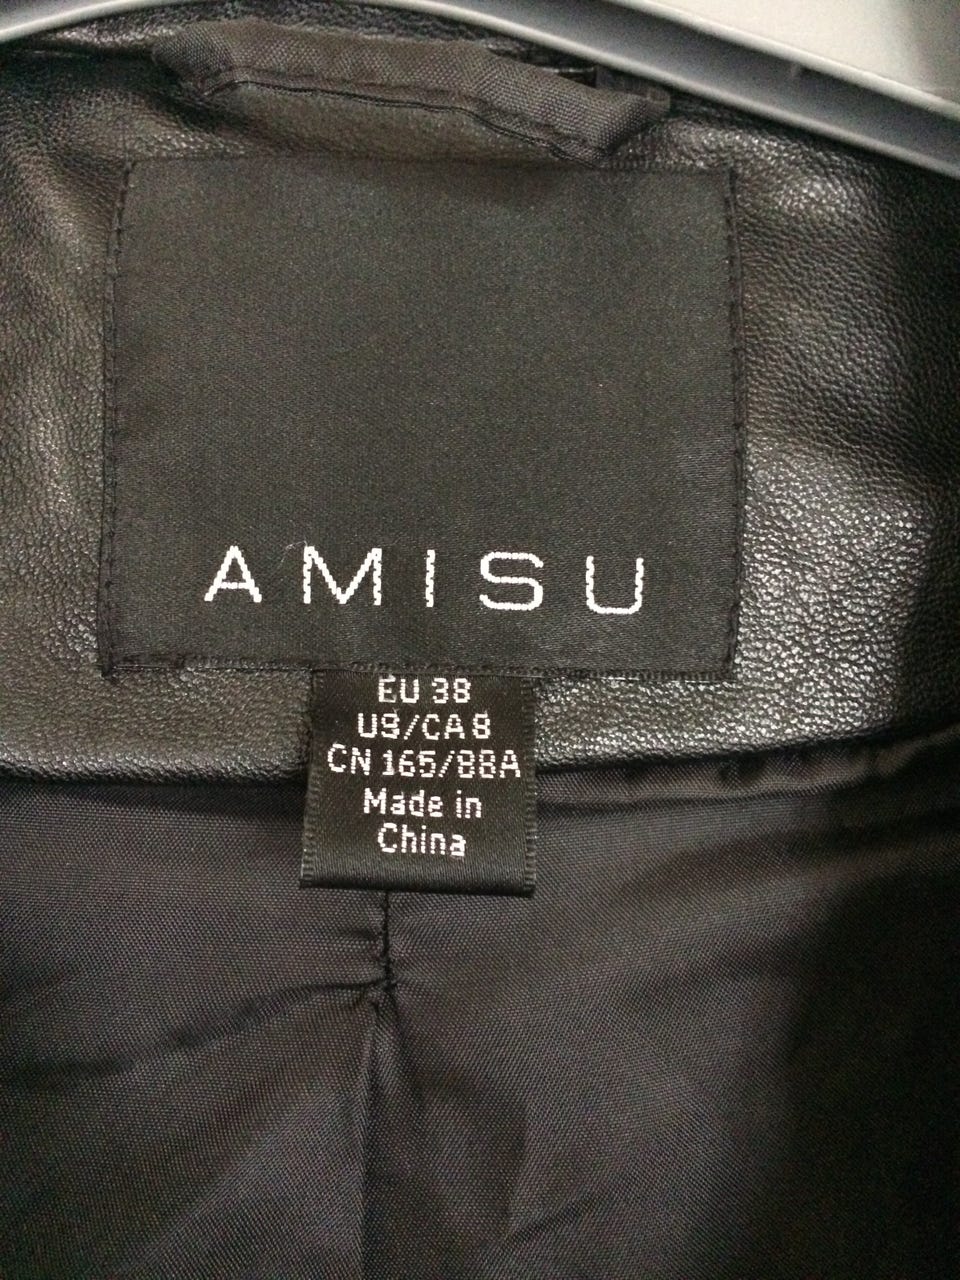 AMISU
EU 38
US/CA 8
CN 165/88A
Made in
China